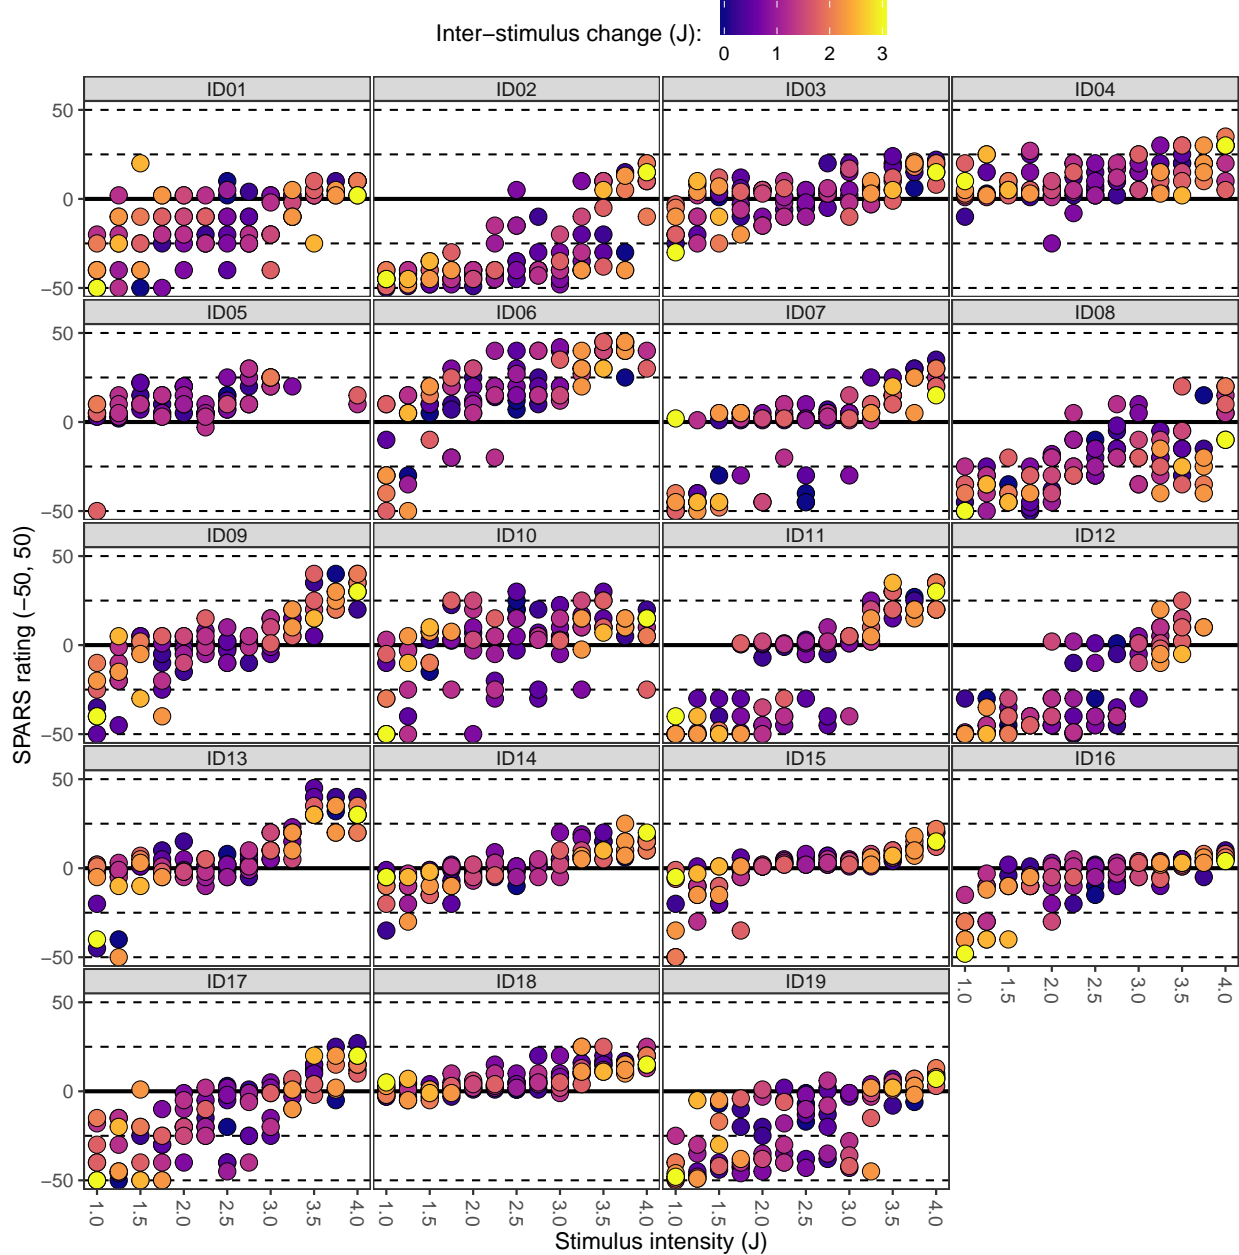 Inter−stimulus change (J):
0 1 2 3
ID01 ID02 ID03 ID04
50
0
−50
ID05 ID06 ID07 ID08
50
0
−50
ID09 ID10 ID11 ID12
50
0
−50
ID13 ID14 ID15 ID16
50
0
−50
1.0 1.5 2.0 2.5 3.0 3.5 4.0
ID17 ID18 ID19
50
0
−50
1.0 1.5 2.0 2.5 3.0 3.5 4.0 1.0 1.5 2.0 2.5 3.0 3.5 4.0 1.0 1.5 2.0 2.5 3.0 3.5 4.0
Stimulus intensity (J)
SPARS rating (−50, 50)